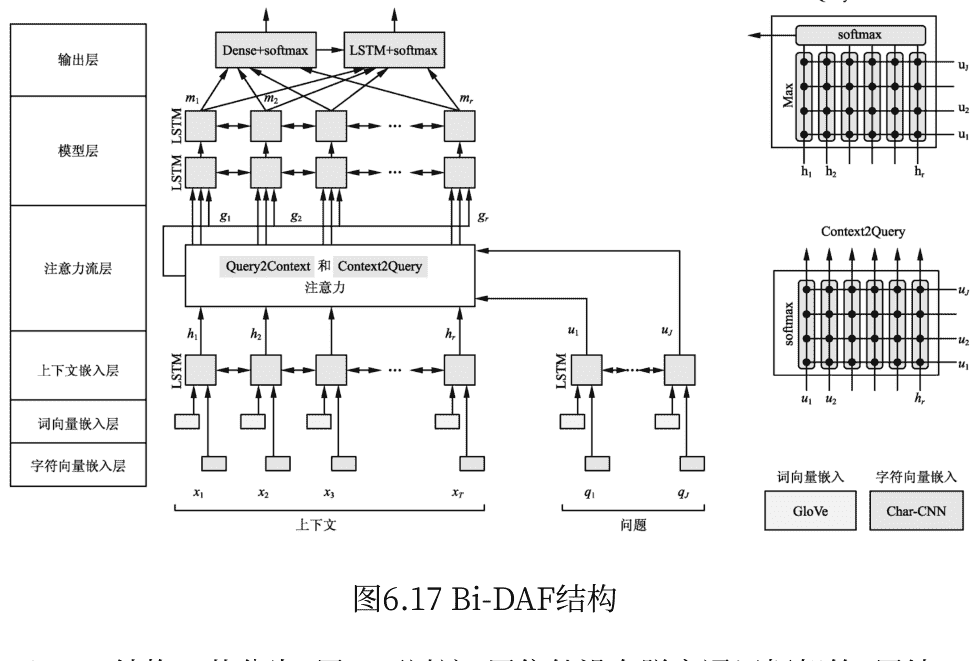 输出层
模型层
注意力流层
上下文嵌入层
词向量嵌入层
字符向量嵌入层
Dense+softmax
LSTM+softmax
m1 m2 mr
LSTM
LSTM
g1 g2 gr
Query2Context 和 Context2Query
注意力
h1 h2 hr
u1 uJ
LSTM
LSTM
x1 x2 x3 xT
q1 qJ
上下文
问题
softmax
Max
uJ
u2
u1
h1 h2 hr
Context2Query
softmax
uJ
u2
u1
u1 u2 hr
词向量嵌入 字符向量嵌入
GloVe Char-CNN
图6.17 Bi-DAF结构